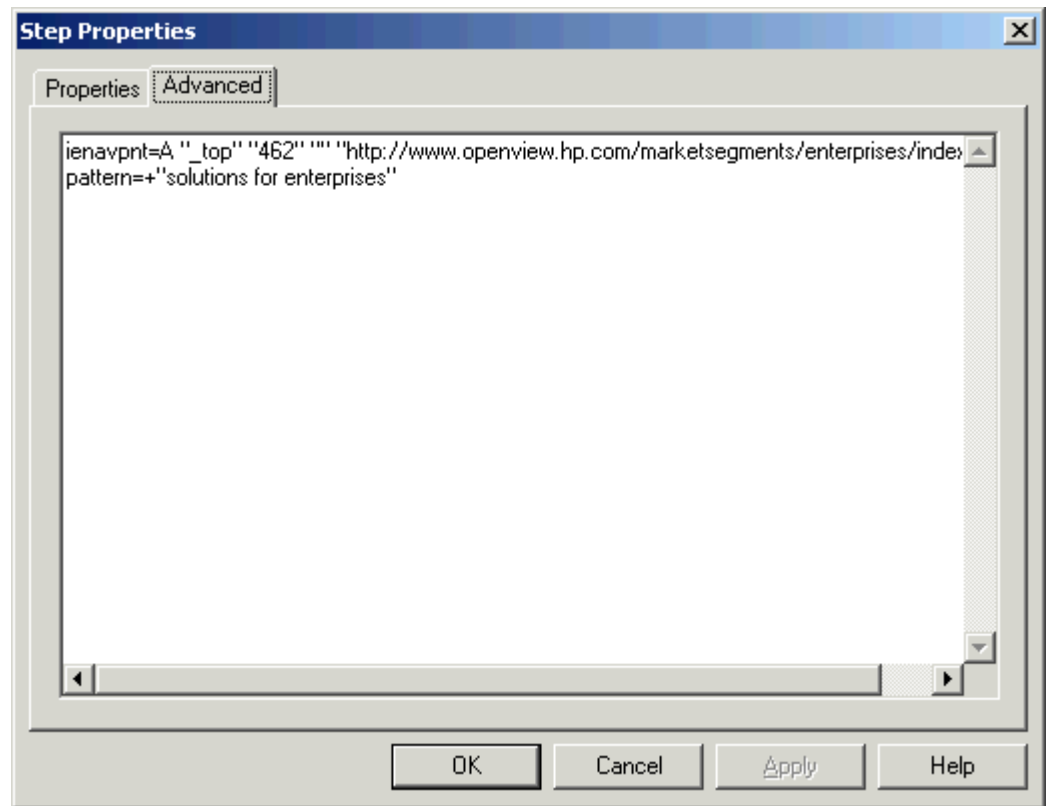 Step Properties
Properties Advanced
ienavpnt=A "_top" "462" "" "http://www.openview.hp.com/marketsegments/enterprises/index
pattern=+"solutions for enterprises"
OK Cancel Apply Help